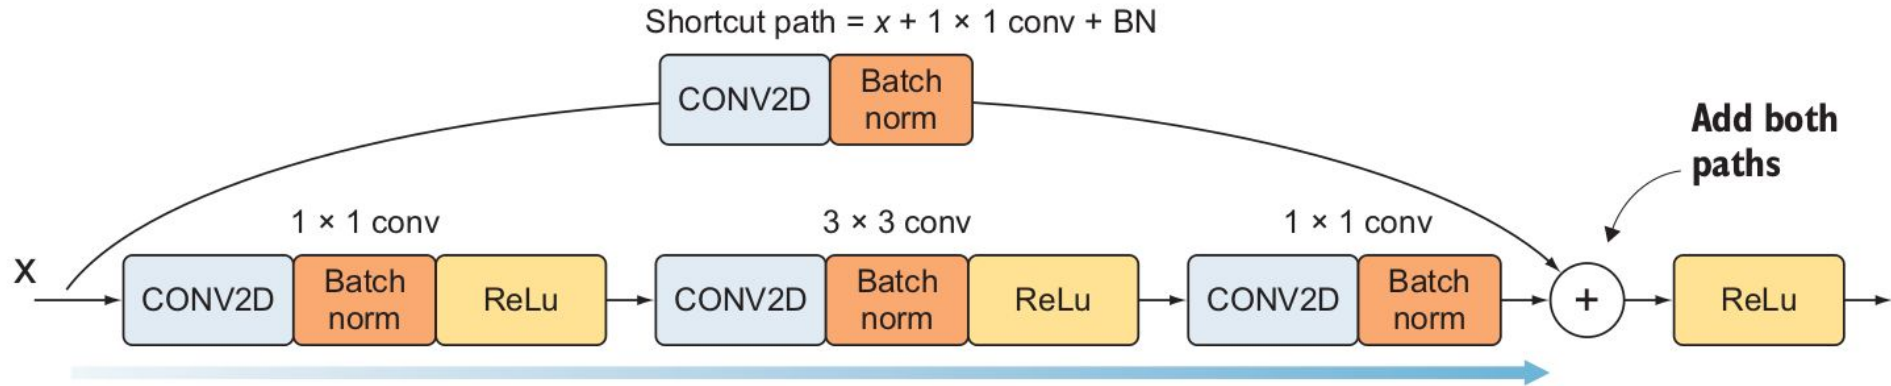 Shortcut path = x + 1 × 1 conv + BN
CONV2D
Batch
norm
Add both
paths
1 × 1 conv
3 × 3 conv
1 × 1 conv
X
CONV2D
Batch
norm
ReLu
CONV2D
Batch
norm
ReLu
CONV2D
Batch
norm
+
ReLu